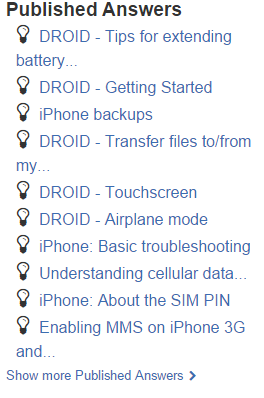 Published Answers
DROID - Tips for extending
battery...
DROID - Getting Started
iPhone backups
DROID - Transfer files to/from
my...
DROID - Touchscreen
DROID - Airplane mode
iPhone: Basic troubleshooting
Understanding cellular data...
iPhone: About the SIM PIN
Enabling MMS on iPhone 3G
and...
Show more Published Answers